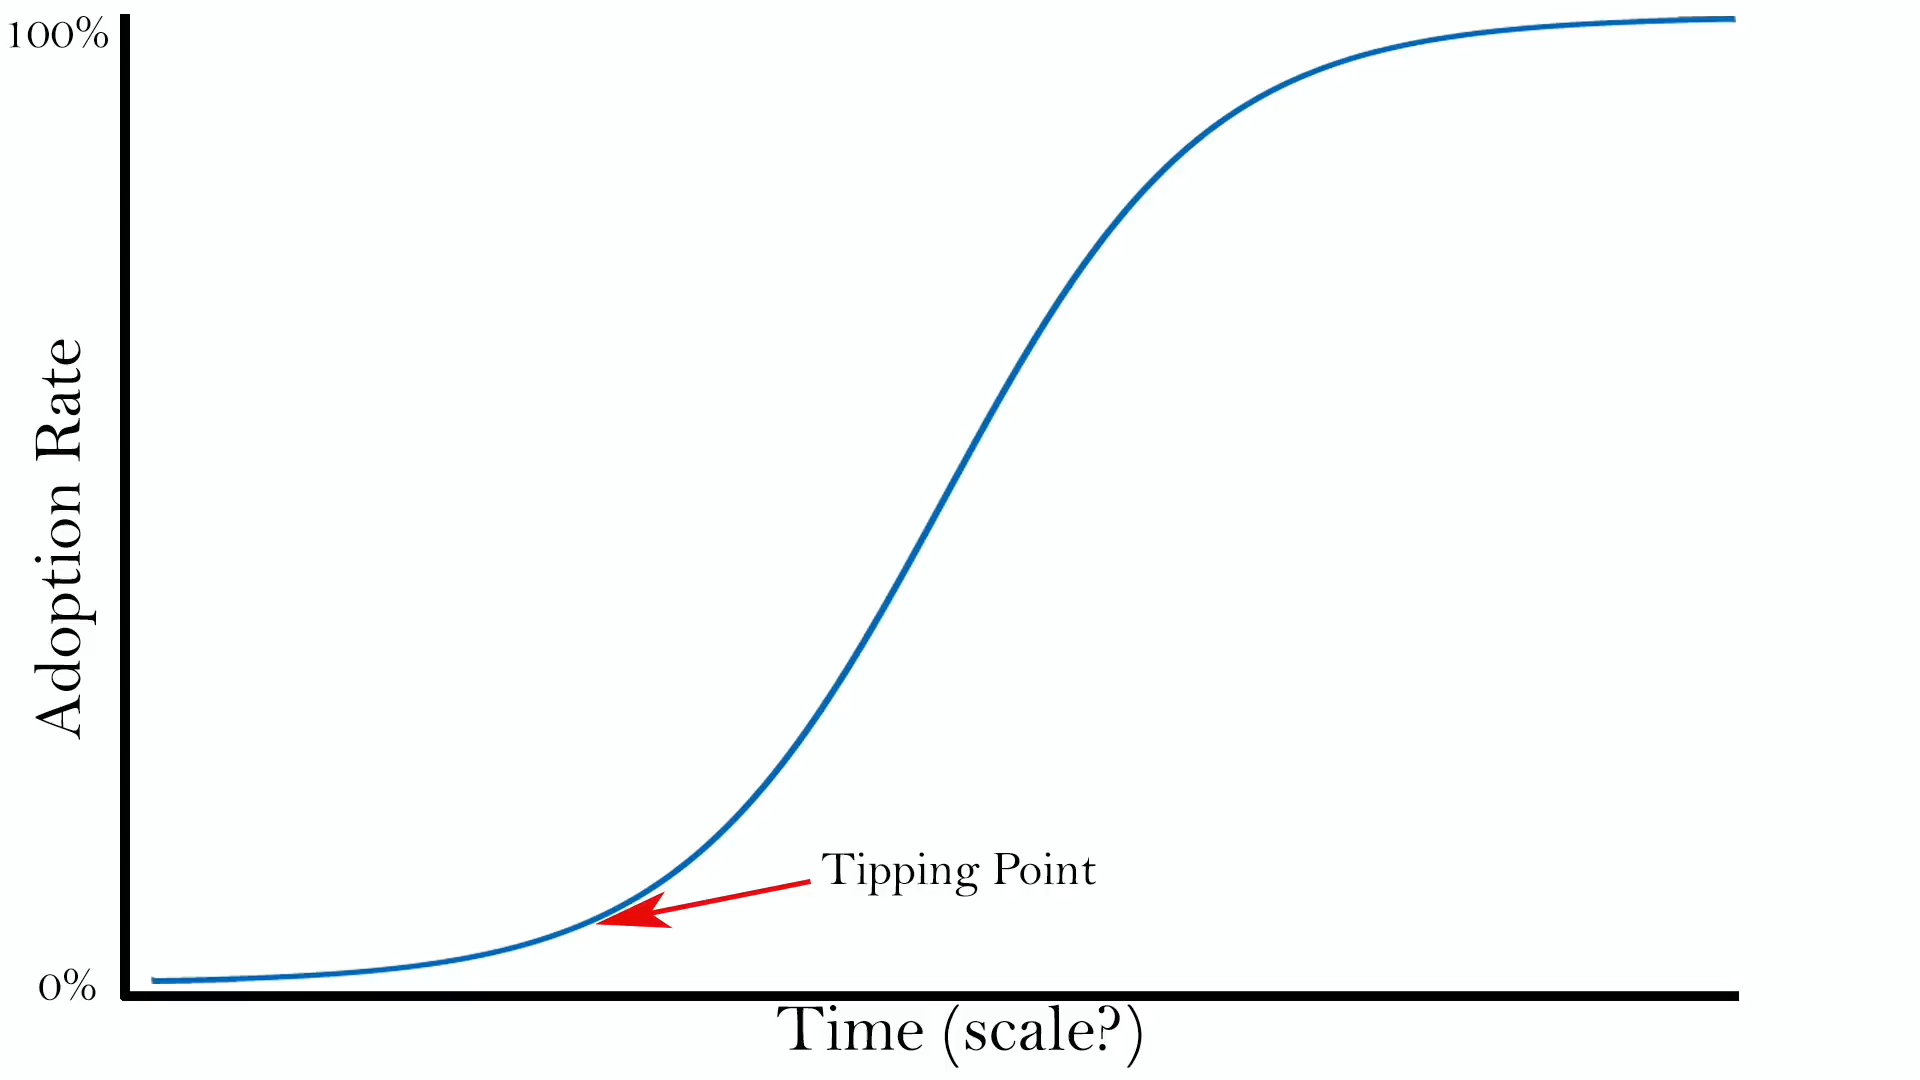 100%
Adoption Rate
Tipping Point
0%
Time (scale?)